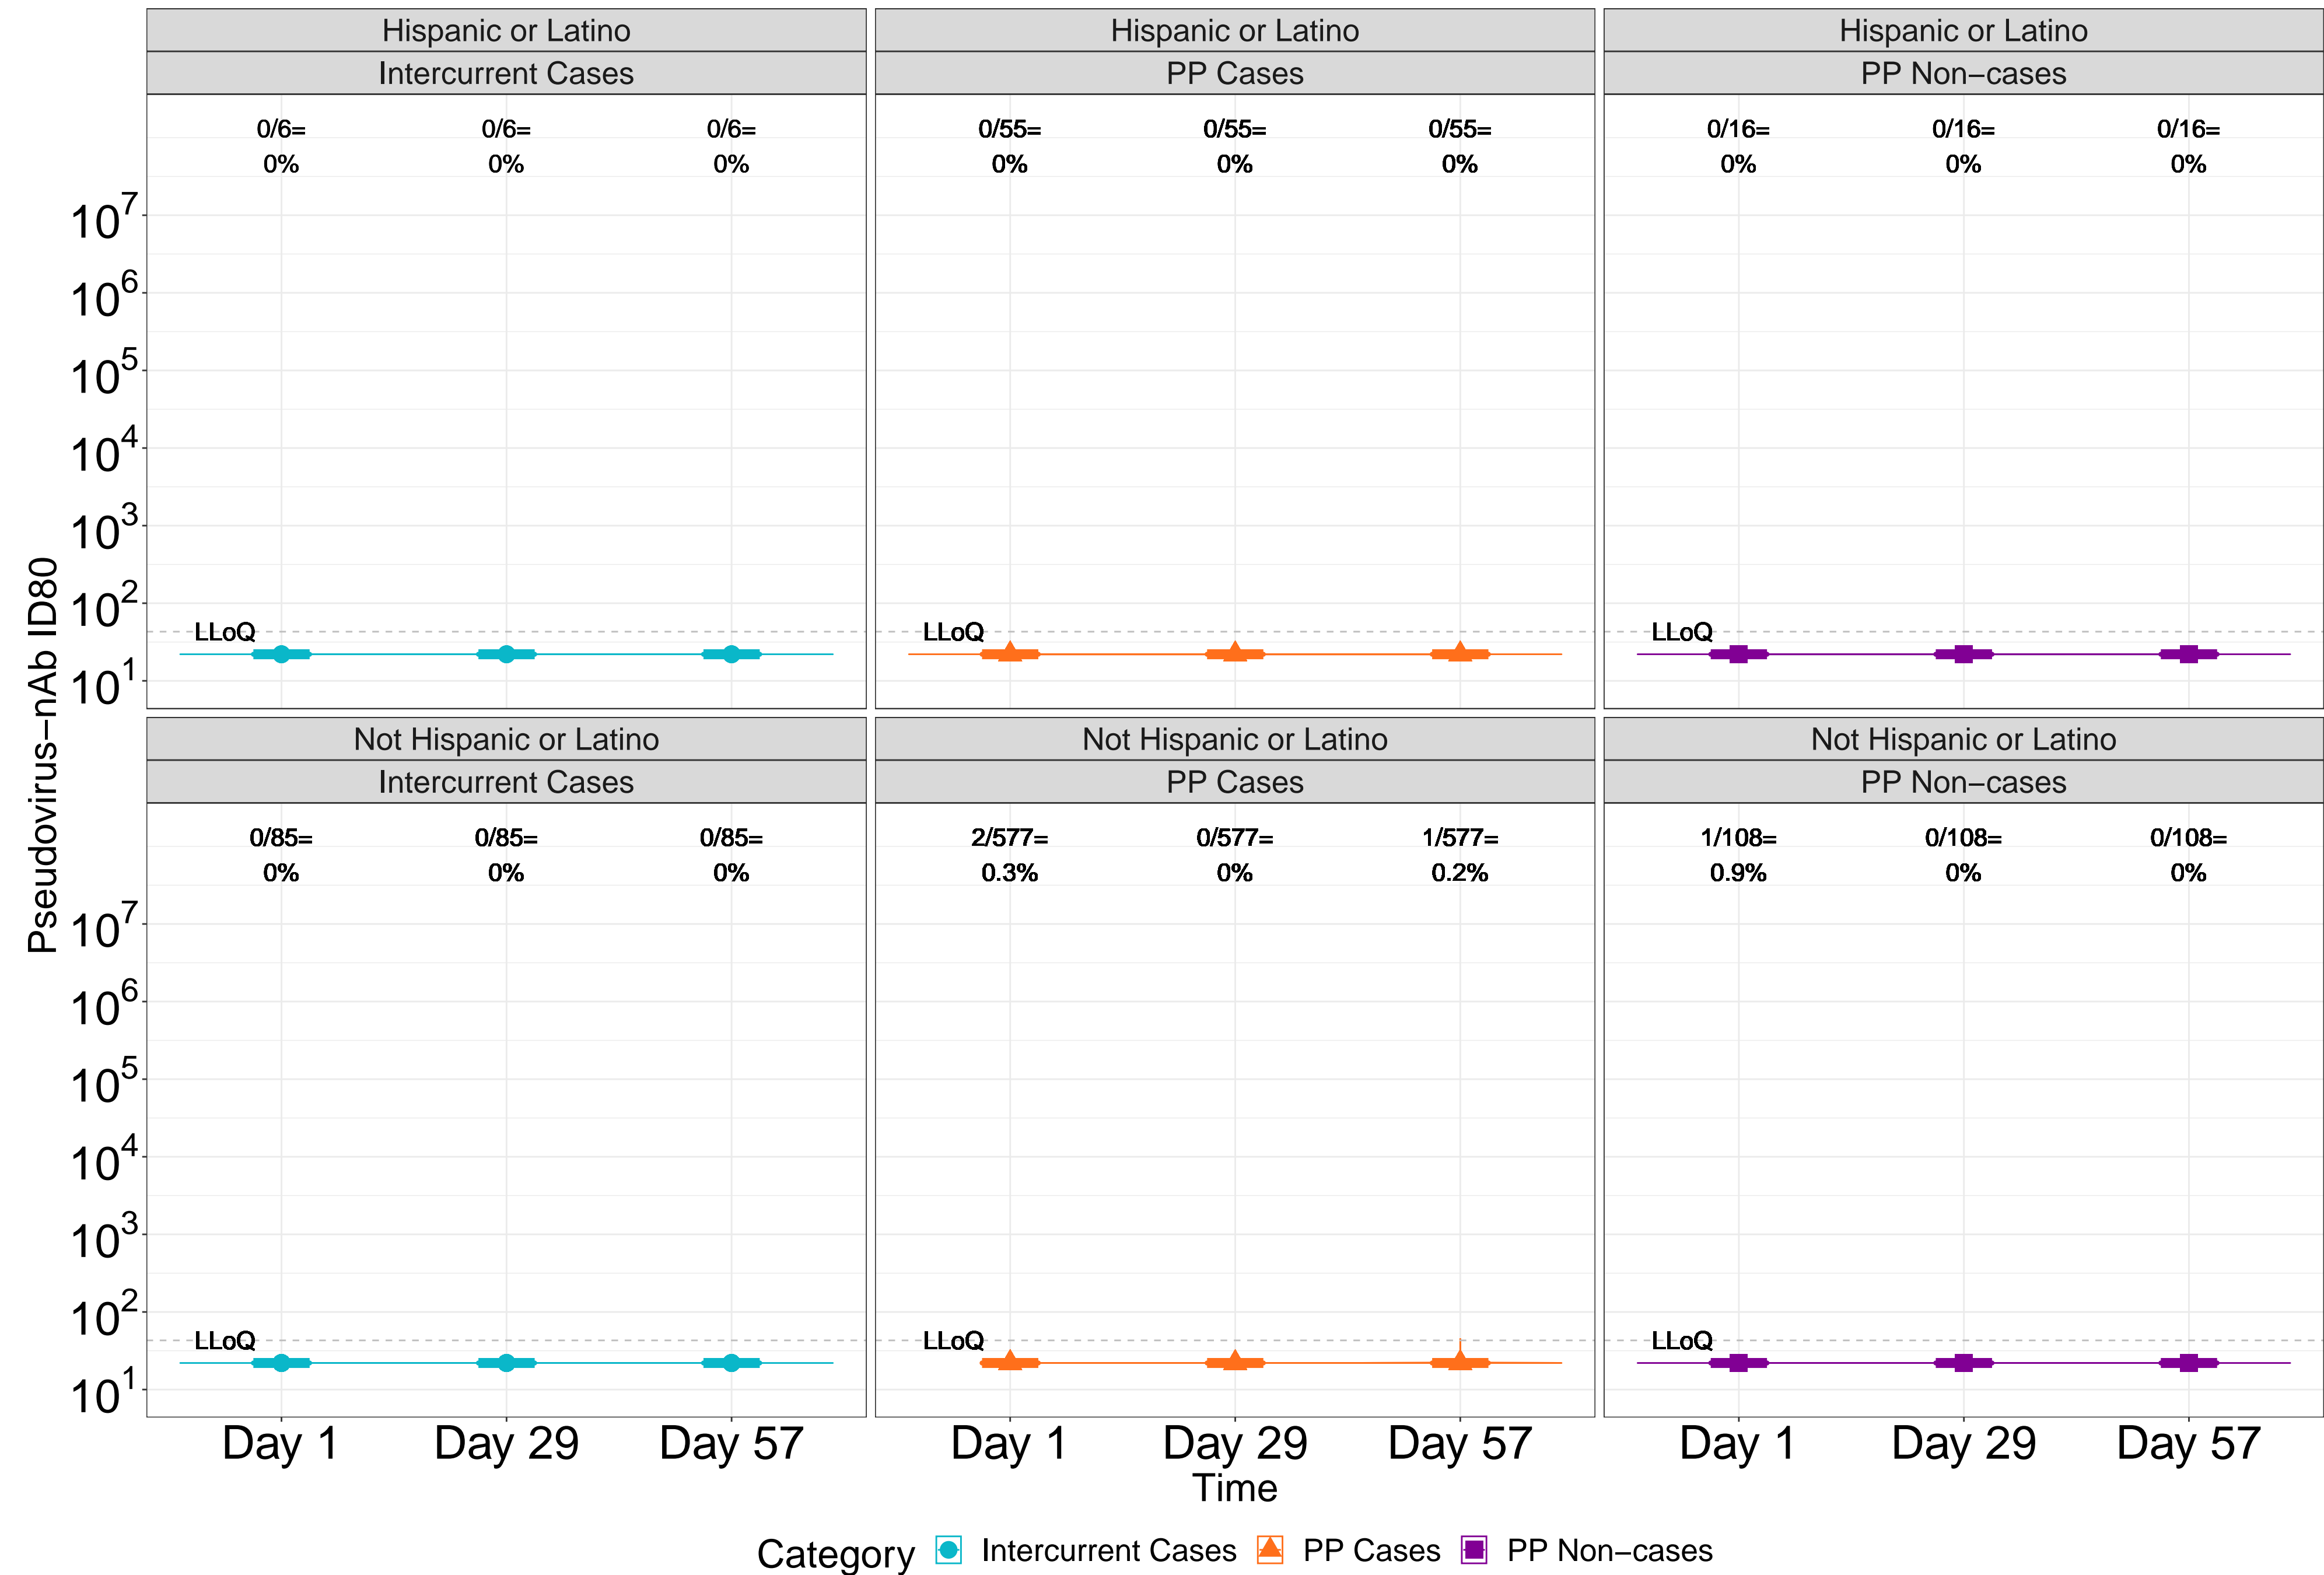 Hispanic or Latino
Intercurrent Cases
Hispanic or Latino
PP Cases
Hispanic or Latino
PP Non−cases
0/6= 0/6= 0/6=
0% 0% 0%
0/55= 0/55= 0/55=
0% 0% 0%
0/16= 0/16= 0/16=
0% 0% 0%
10^7
10^6
10^5
10^4
10^3
10^2
10^1
LLoQ
LLoQ
LLoQ
Pseudovirus−nAb ID80
Not Hispanic or Latino
Intercurrent Cases
Not Hispanic or Latino
PP Cases
Not Hispanic or Latino
PP Non−cases
0/85= 0/85= 0/85=
0% 0% 0%
2/577= 0/577= 1/577=
0.3% 0% 0.2%
1/108= 0/108= 0/108=
0.9% 0% 0%
10^7
10^6
10^5
10^4
10^3
10^2
10^1
LLoQ
LLoQ
LLoQ
Day 1 Day 29 Day 57
Day 1 Day 29 Day 57
Day 1 Day 29 Day 57
Time
Category Intercurrent Cases PP Cases PP Non−cases